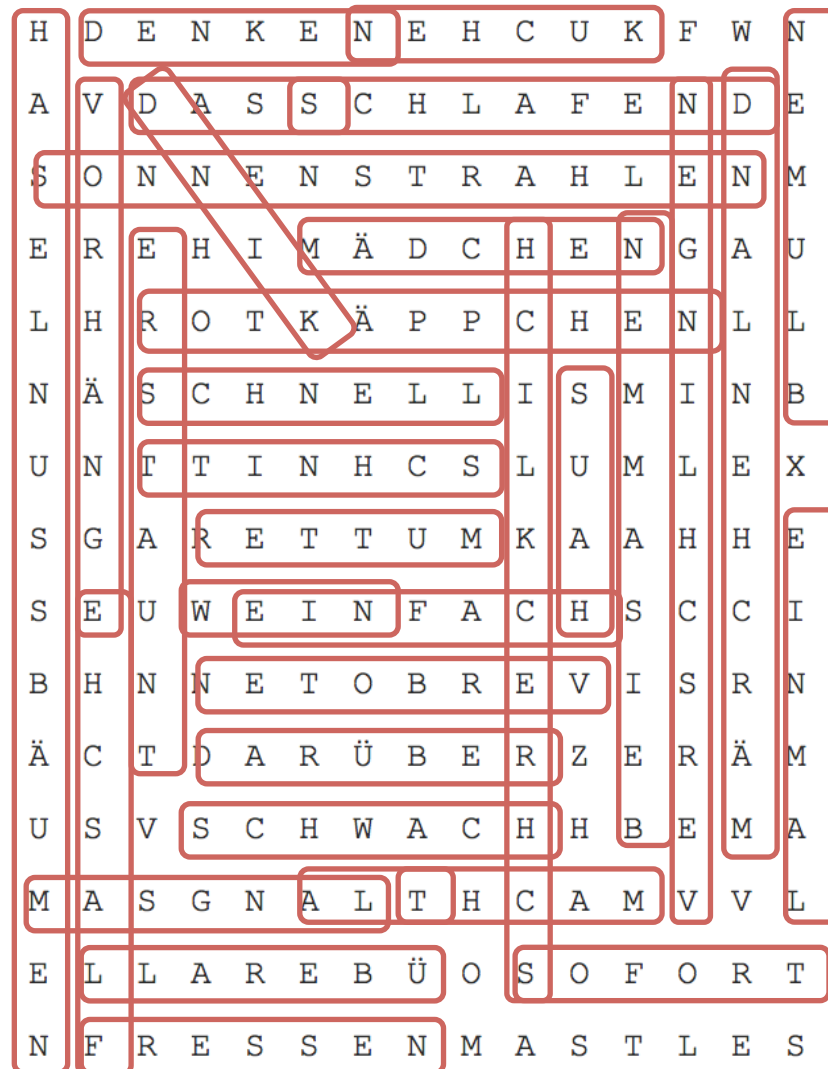 H D E N K E N E H C U K F W N
A V D A S S C H L A F E N D E
S O N N E N S T R A H L E N M
E R E H I M Ä D C H E N G A U
L H R O T K Ä P P C H E N L L
N Ä S C H N E L L I S M I N B
U N T T I N H C S L U M L E X
S G A R E T T U M K A A H H E
S E U W E I N F A C H S C C I
B H N N E T O B R E V I S R N
Ä C T D A R Ü B E R Z E R Ä M
U S V S C H W A C H H B E M A
M A S G N A L T H C A M V V L
E L L A R E B Ü O S O F O R T
N F R E S S E N M A S T L E S